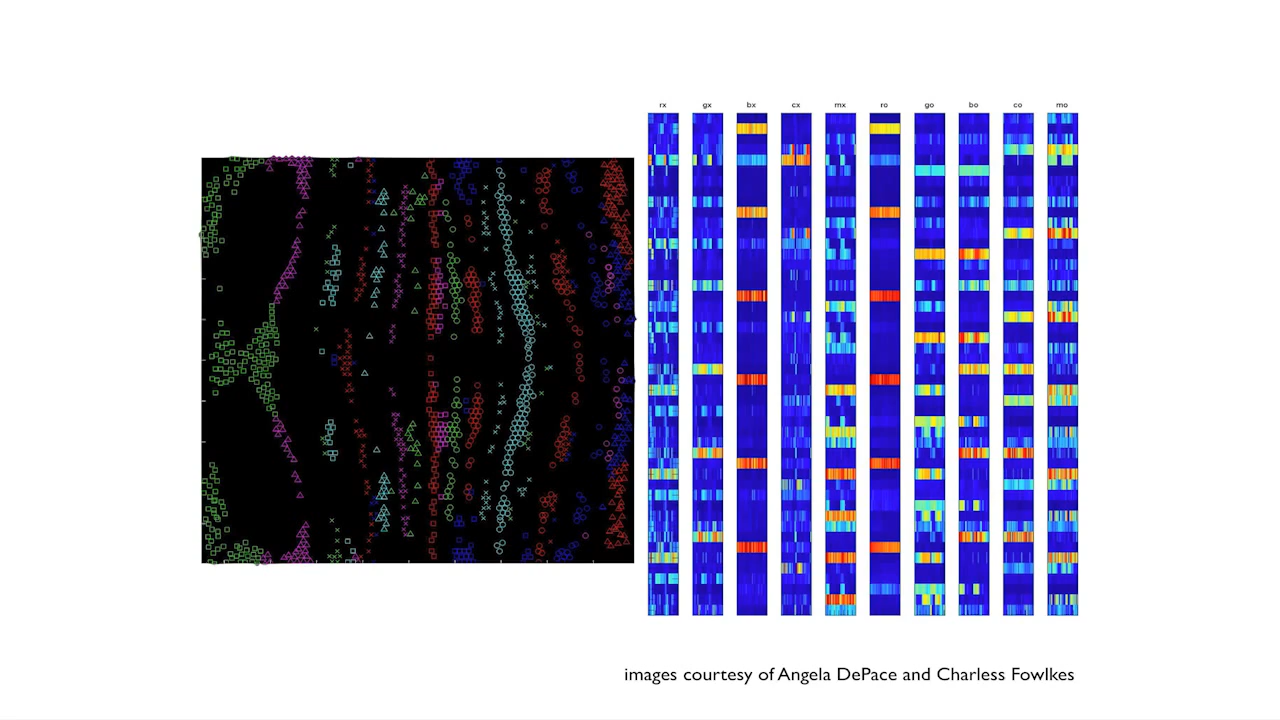 rx gx bx cx mx ro go bo co mo
images courtesy of Angela DePace and Charless Fowlkes